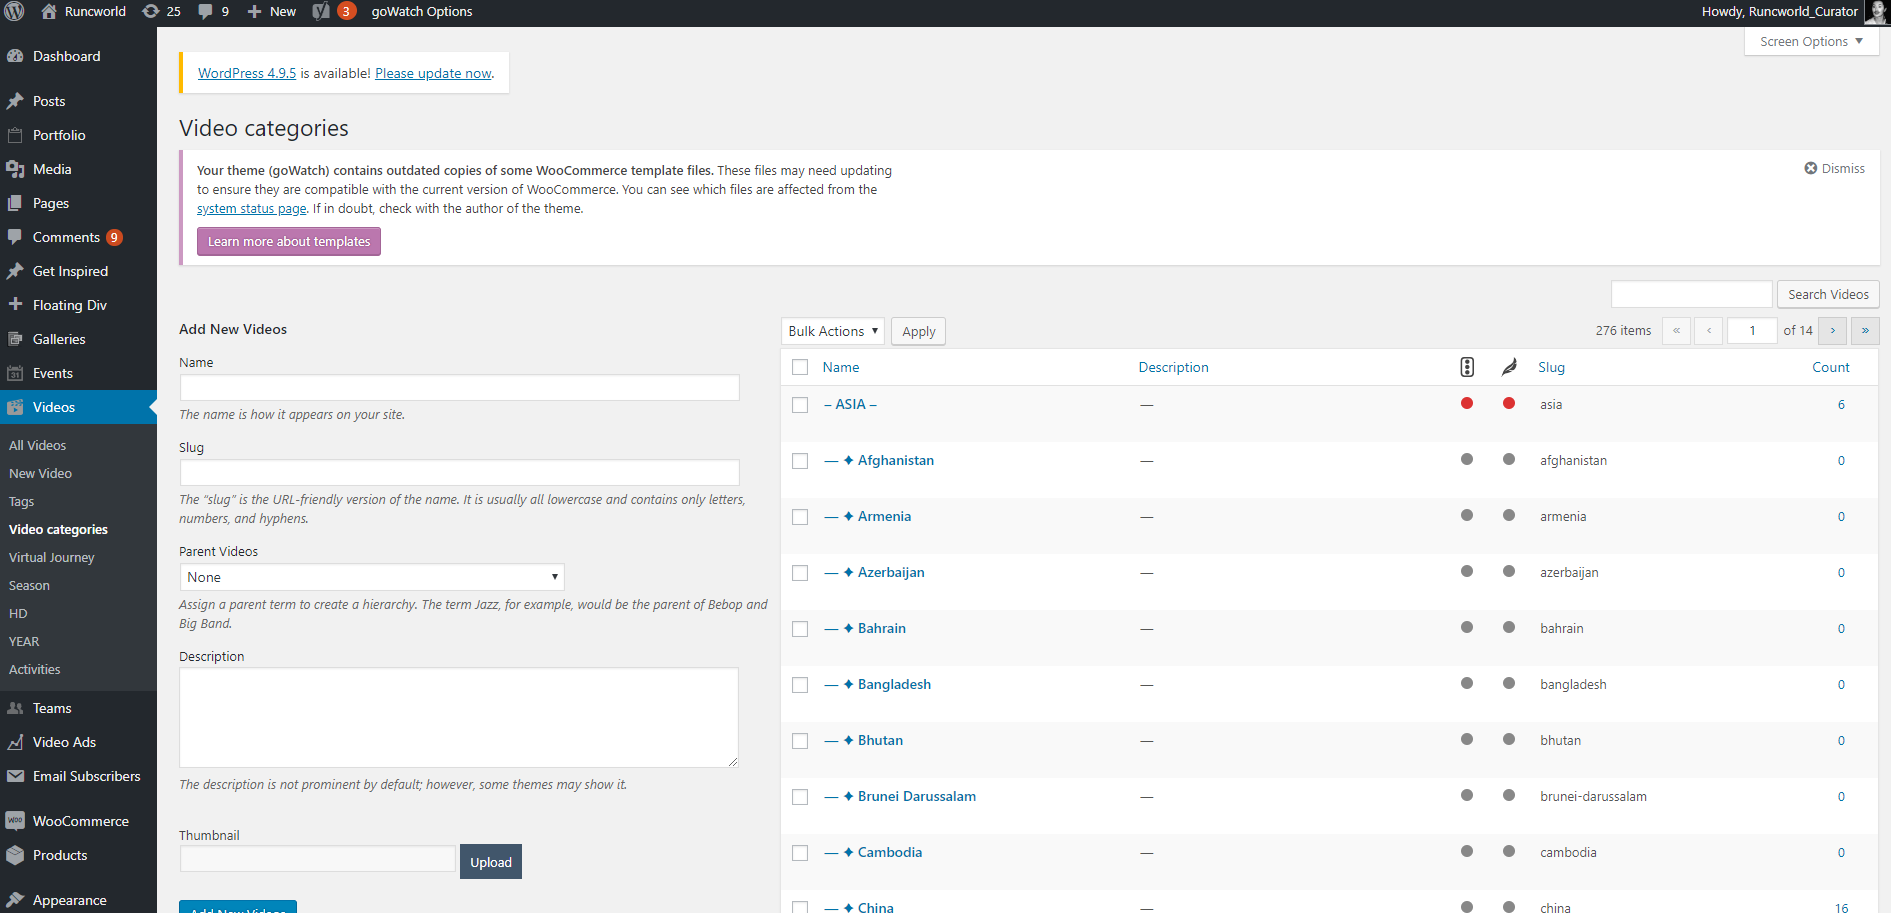 Runcworld 25 9 New 3 goWatch Options Howdy, Runcworld_Curator
Screen Options ▼
Dashboard
Posts
Portfolio
Media
Pages
Comments 9
Get Inspired
Floating Div
Galleries
Events
Videos
All Videos
New Video
Tags
Video categories
Virtual Journey
Season
HD
YEAR
Activities
Teams
Video Ads
Email Subscribers
WooCommerce
Products
Appearance
WordPress 4.9.5 is available! Please update now.
Video categories
Your theme (goWatch) contains outdated copies of some WooCommerce template files. These files may need updating
to ensure they are compatible with the current version of WooCommerce. You can see which files are affected from the
system status page. If in doubt, check with the author of the theme.
Dismiss
Learn more about templates
Search Videos
Add New Videos
Name
The name is how it appears on your site.
Slug
The “slug” is the URL-friendly version of the name. It is usually all lowercase and contains only letters,
numbers, and hyphens.
Parent Videos
None
Assign a parent term to create a hierarchy. The term Jazz, for example, would be the parent of Bebop and
Big Band.
Description
The description is not prominent by default; however, some themes may show it.
Thumbnail
Upload
Add New Videos
Bulk Actions Apply 276 items « ‹ 1 of 14 › »
Name Description Slug Count
– ASIA – — asia 6
— ✦ Afghanistan — afghanistan 0
— ✦ Armenia — armenia 0
— ✦ Azerbaijan — azerbaijan 0
— ✦ Bahrain — bahrain 0
— ✦ Bangladesh — bangladesh 0
— ✦ Bhutan — bhutan 0
— ✦ Brunei Darussalam — brunei-darussalam 0
— ✦ Cambodia — cambodia 0
— ✦ China — china 16